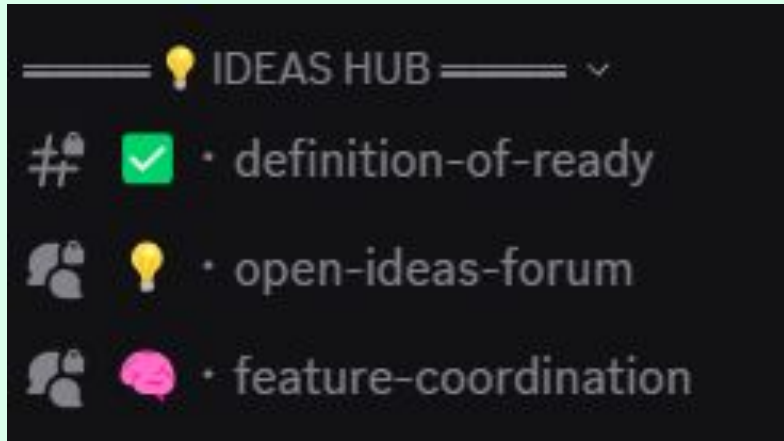 ════ 💡 IDEAS HUB ════
✅・definition-of-ready
💡・open-ideas-forum
🧠・feature-coordination